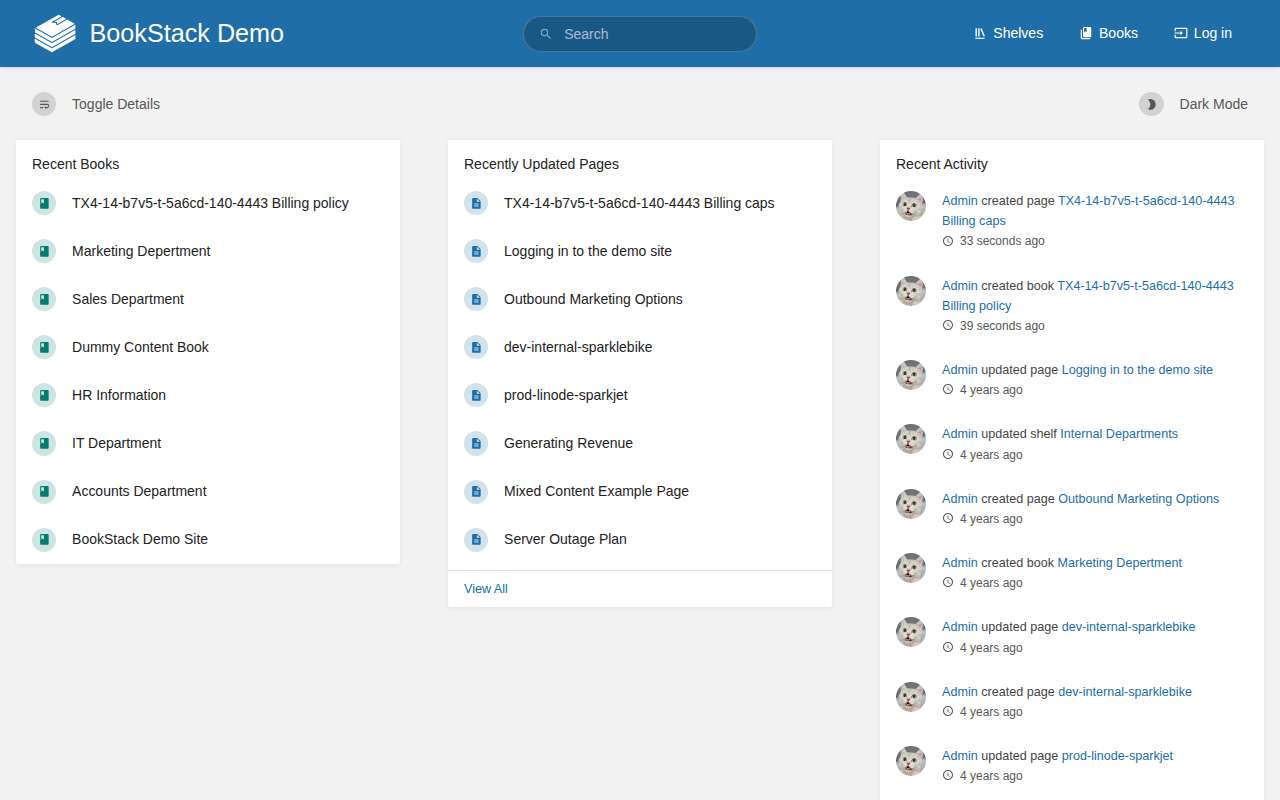 BookStack Demo
Search
Shelves
Books
Log in
Toggle Details
Dark Mode
Recent Books
TX4-14-b7v5-t-5a6cd-140-4443 Billing policy
Marketing Depertment
Sales Department
Dummy Content Book
HR Information
IT Department
Accounts Department
BookStack Demo Site
Recently Updated Pages
TX4-14-b7v5-t-5a6cd-140-4443 Billing caps
Logging in to the demo site
Outbound Marketing Options
dev-internal-sparklebike
prod-linode-sparkjet
Generating Revenue
Mixed Content Example Page
Server Outage Plan
View All
Recent Activity
Admin created page TX4-14-b7v5-t-5a6cd-140-4443
Billing caps
33 seconds ago
Admin created book TX4-14-b7v5-t-5a6cd-140-4443
Billing policy
39 seconds ago
Admin updated page Logging in to the demo site
4 years ago
Admin updated shelf Internal Departments
4 years ago
Admin created page Outbound Marketing Options
4 years ago
Admin created book Marketing Depertment
4 years ago
Admin updated page dev-internal-sparklebike
4 years ago
Admin created page dev-internal-sparklebike
4 years ago
Admin updated page prod-linode-sparkjet
4 years ago